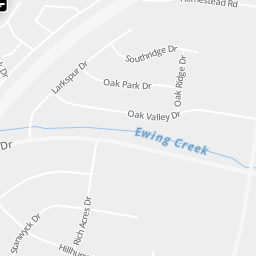 Homestead Rd
Southridge Dr
Larkspur Dr
Oak Park Dr
Oak Ridge Dr
Oak Valley Dr
Ewing Creek
Dr
Rich Acres Dr
Dr